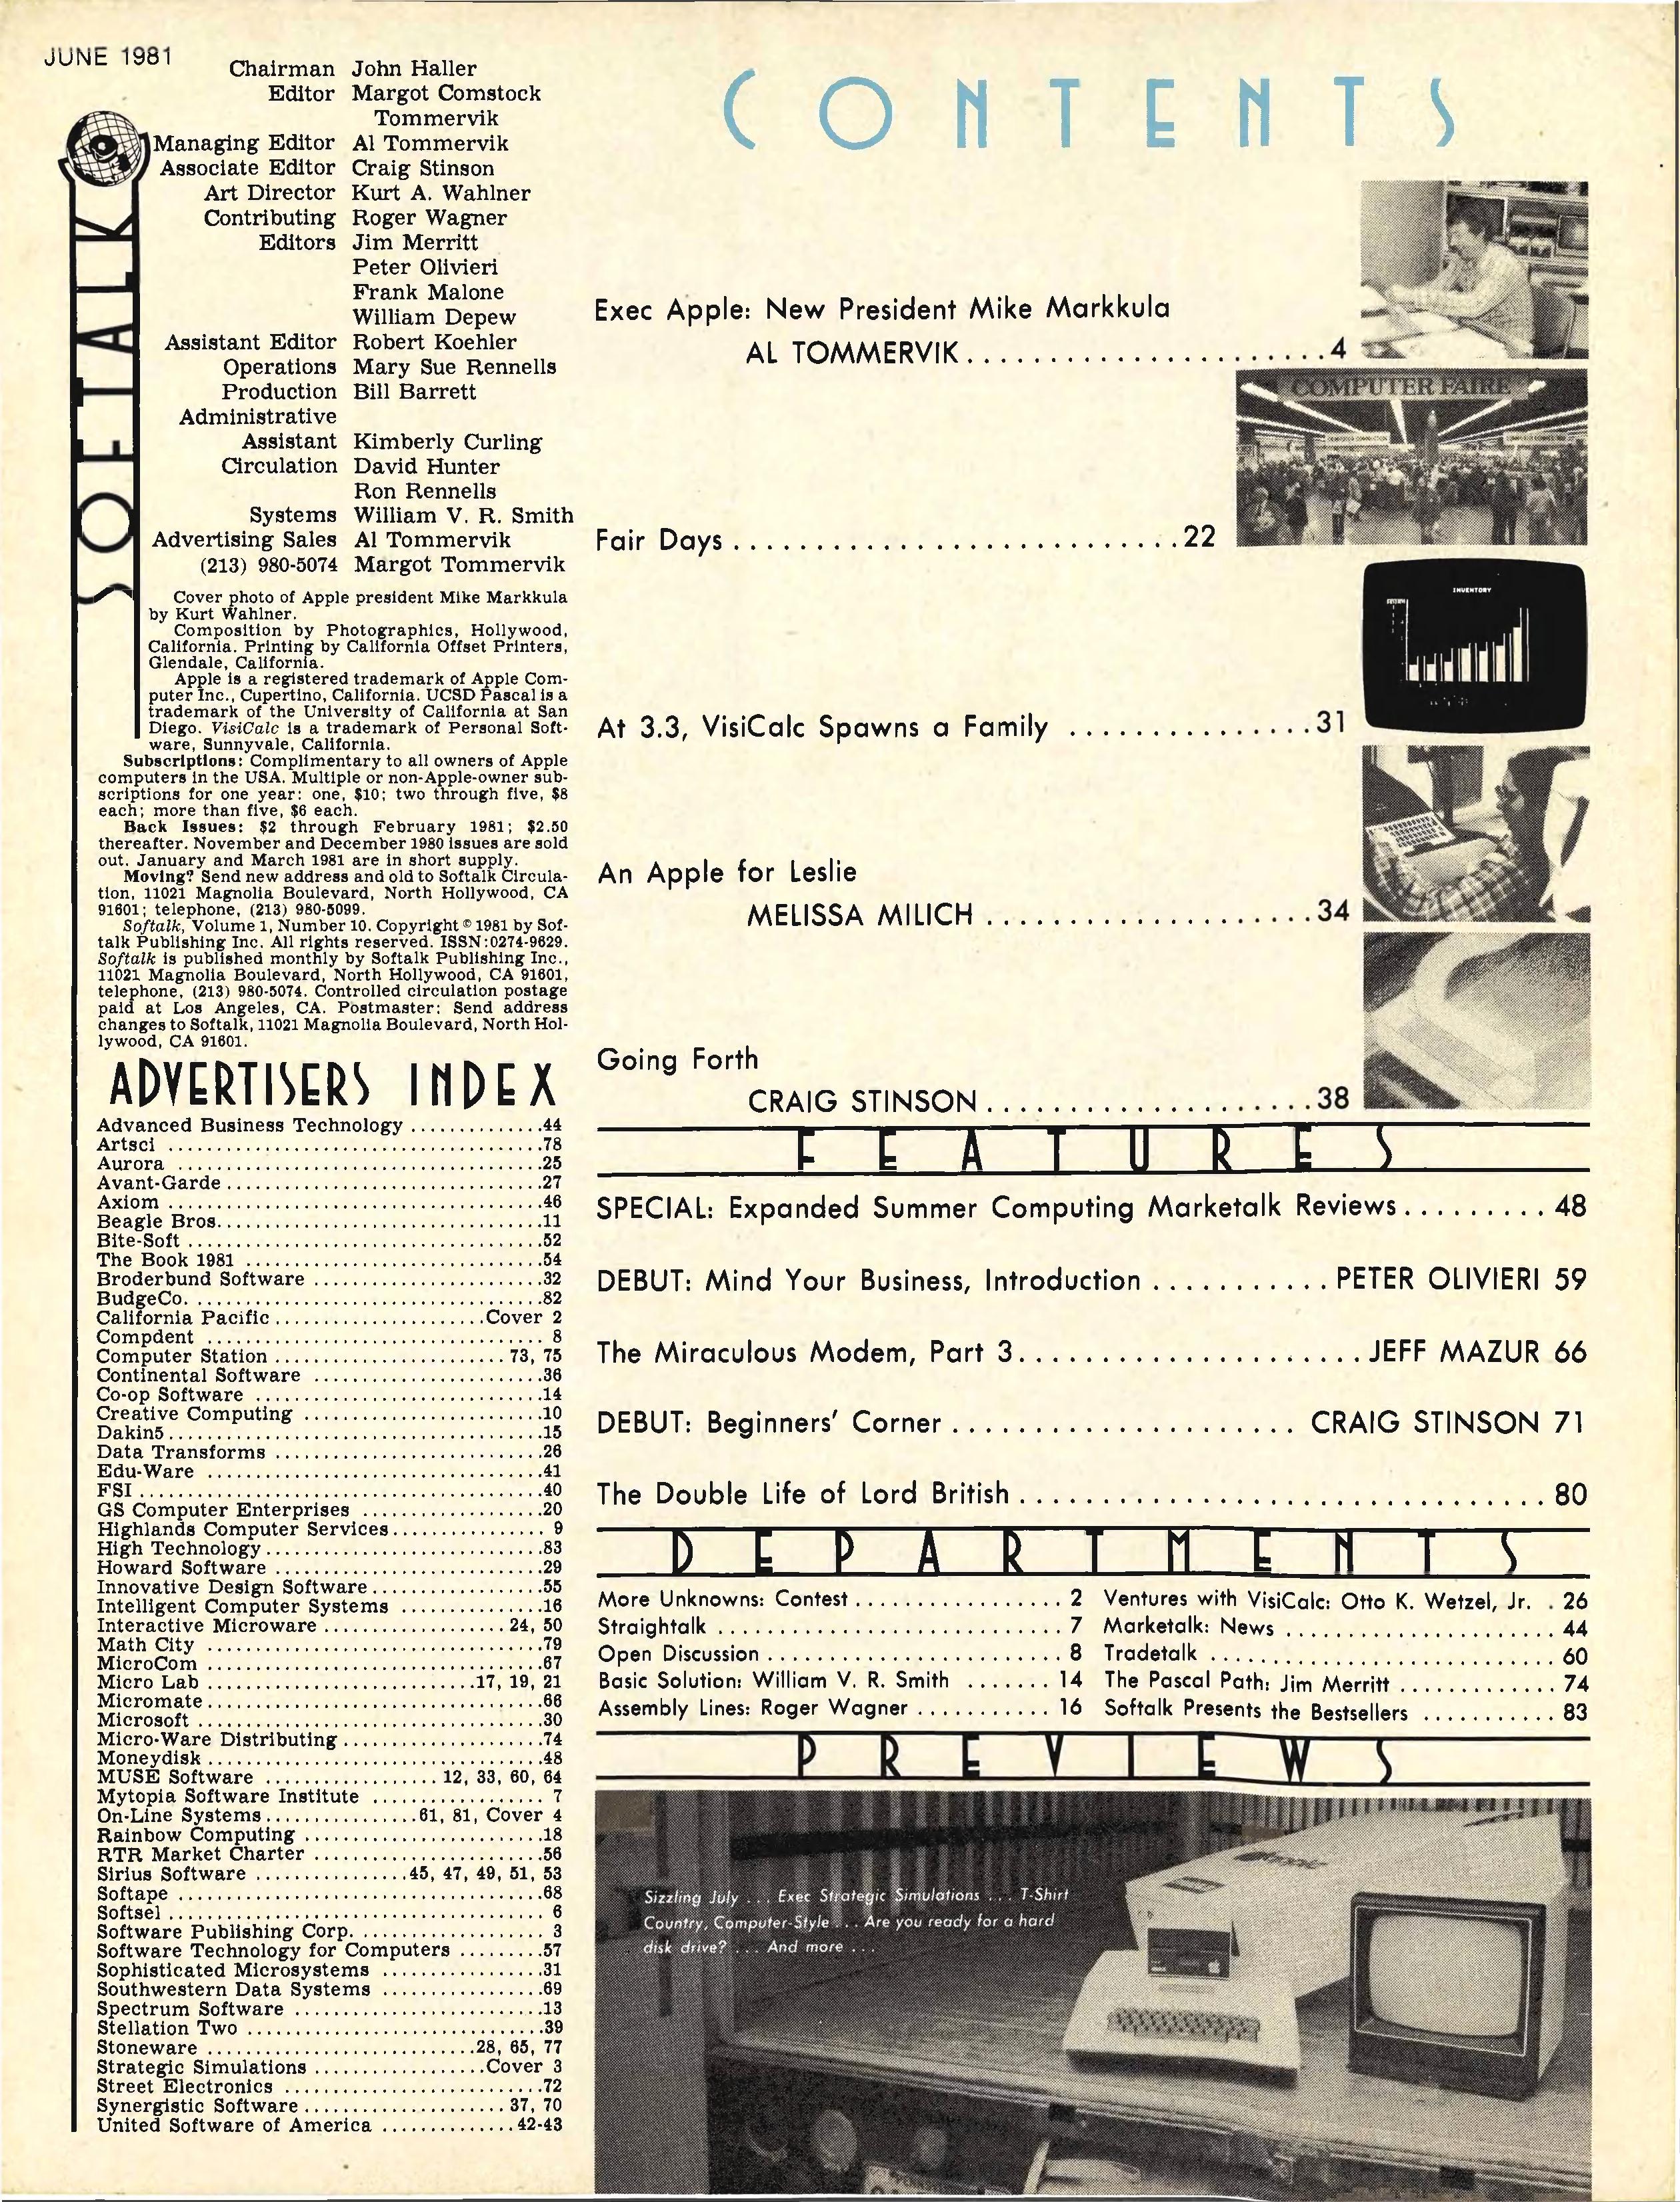 JUNE 1981
SOFTALK
Chairman John Haller
Editor Margot Comstock
Tommervik
Managing Editor Al Tommervik
Associate Editor Craig Stinson
Art Director Kurt A. Wahlner
Contributing Roger Wagner
Editors Jim Merritt
Peter Olivieri
Frank Malone
William Depew
Assistant Editor Robert Koehler
Operations Mary Sue Rennells
Production Bill Barrett
Administrative
Assistant Kimberly Curling
Circulation David Hunter
Ron Rennells
Systems William V. R. Smith
Advertising Sales Al Tommervik
(213) 980-5074 Margot Tommervik
Cover photo of Apple president Mike Markkula
by Kurt Wahlner.
Composition by Photographics, Hollywood,
California. Printing by California Offset Printers,
Glendale, California.
Apple is a registered trademark of Apple Com-
puter Inc., Cupertino, California. UCSD Pascal is a
trademark of the University of California at San
Diego. VisiCalc is a trademark of Personal Soft-
ware, Sunnyvale, California.
Subscriptions: Complimentary to all owners of Apple
computers in the USA. Multiple or non-Apple-owner sub-
scriptions for one year: one, $10; two through five, $8
each; more than five, $6 each.
Back Issues: $2 through February 1981; $2.50
thereafter. November and December 1980 issues are sold
out. January and March 1981 are in short supply.
Moving? Send new address and old to Softalk Circula-
tion, 11021 Magnolia Boulevard, North Hollywood, CA
91601; telephone, (213) 980-5099.
Softalk, Volume 1, Number 10. Copyright © 1981 by Sof-
talk Publishing Inc. All rights reserved. ISSN:0274-9629.
Softalk is published monthly by Softalk Publishing Inc.,
11021 Magnolia Boulevard, North Hollywood, CA 91601,
telephone, (213) 980-5074. Controlled circulation postage
paid at Los Angeles, CA. Postmaster: Send address
changes to Softalk, 11021 Magnolia Boulevard, North Hol-
lywood, CA 91601.
ADVERTISERS INDEX
Advanced Business Technology ..............44
Artsci .......................................78
Aurora ......................................25
Avant-Garde.................................27
Axiom .......................................46
Beagle Bros..................................11
Bite-Soft .....................................52
The Book 1981 ...............................54
Broderbund Software ........................32
BudgeCo. ....................................82
California Pacific......................Cover 2
Compdent ................................... 8
Computer Station........................ 73, 75
Continental Software ........................36
Co-op Software ..............................14
Creative Computing .........................10
Dakin5.......................................15
Data Transforms ............................26
Edu-Ware ...................................41
FSI..........................................40
GS Computer Enterprises ...................20
Highlands Computer Services................ 9
High Technology.............................83
Howard Software ............................29
Innovative Design Software..................55
Intelligent Computer Systems ...............16
Interactive Microware................... 24, 50
Math City ...................................79
MicroCom ...................................67
Micro Lab ............................17, 19, 21
Micromate...................................66
Microsoft ....................................30
Micro-Ware Distributing.....................74
Moneydisk...................................48
MUSE Software .................. 12, 33, 60, 64
Mytopia Software Institute .................. 7
On-Line Systems................61, 81, Cover 4
Rainbow Computing .........................18
RTR Market Charter ........................56
Sirius Software ................45, 47, 49, 51, 53
Softape ......................................68
Softsel....................................... 6
Software Publishing Corp. .................... 3
Software Technology for Computers .........57
Sophisticated Microsystems .................31
Southwestern Data Systems .................69
Spectrum Software ..........................13
Stellation Two ...............................39
Stoneware ............................28, 65, 77
Strategic Simulations..................Cover 3
Street Electronics ...........................72
Synergistic Software..................... 37, 70
United Software of America ..............42-43
CONTENTS
Exec Apple: New President Mike Markkula
AL TOMMERVIK.......................4
COMPUTER FAIRE
Fair Days............................22
INVENTORY
At 3.3, VisiCalc Spawns a Family ...............31
An Apple for Leslie
MELISSA MILICH.....................34
Going Forth
CRAIG STINSON.....................38
FEATURES
SPECIAL: Expanded Summer Computing Marketalk Reviews......... 48
DEBUT: Mind Your Business, Introduction ........... PETER OLIVIERI 59
The Miraculous Modem, Part 3......................JEFF MAZUR 66
DEBUT: Beginners' Corner...................... CRAIG STINSON 71
The Double Life of Lord British................................. 80
DEPARTMENTS
More Unknowns: Contest.................. 2
Straightalk .............................. 7
Open Discussion.......................... 8
Basic Solution: William V. R. Smith ....... 14
Assembly Lines: Roger Wagner ........... 16
Ventures with VisiCalc: Otto K. Wetzel, Jr. . 26
Marketalk: News ........................ 44
Tradetalk ............................... 60
The Pascal Path: Jim Merritt ............. 74
Softalk Presents the Bestsellers ........... 83
PREVIEWS
Sizzling July ... Exec Strategic Simulations ... T-Shirt
Country, Computer-Style ... Are you ready for a hard
disk drive? ... And more ...